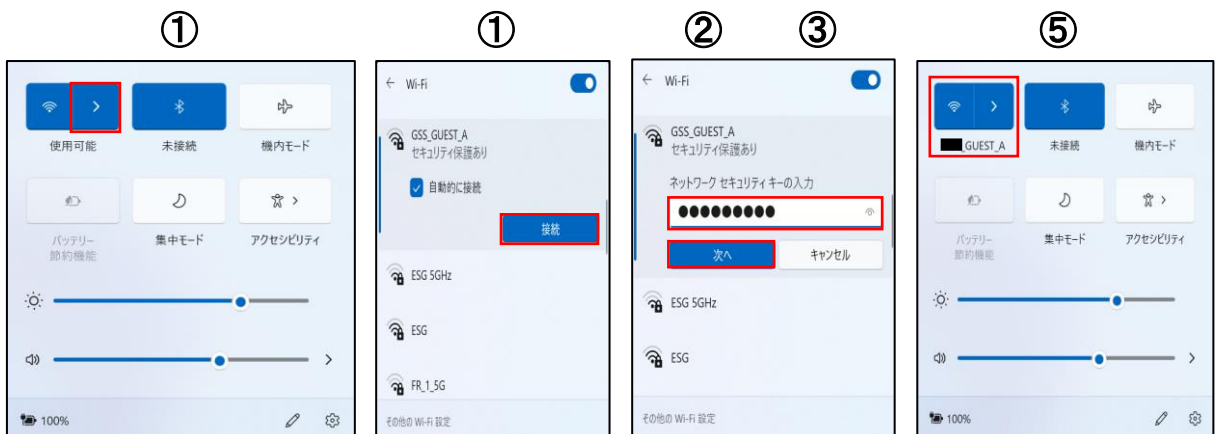 ① ① ② ③ ⑤
使用可能
未接続
機内モード
バッテリー
節約機能
集中モード
アクセシビリティ
100%
Wi-Fi
GSS_GUEST_A
セキュリティ保護あり
自動的に接続
接続
ESG 5GHz
ESG
FR_1_5G
その他の Wi-Fi 設定
Wi-Fi
GSS_GUEST_A
セキュリティ保護あり
ネットワーク セキュリティ キーの入力
●●●●●●●●●
次へ
キャンセル
ESG 5GHz
ESG
その他の Wi-Fi 設定
_GUEST_A
未接続
機内モード
バッテリー
節約機能
集中モード
アクセシビリティ
100%